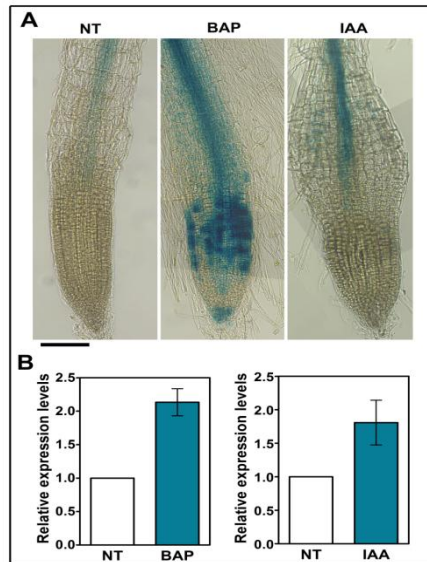 A
NT BAP IAA
B
Relative expression levels
2.5
2.0
1.5
1.0
0.5
0.0
NT BAP
Relative expression levels
2.5
2.0
1.5
1.0
0.5
0.0
NT IAA